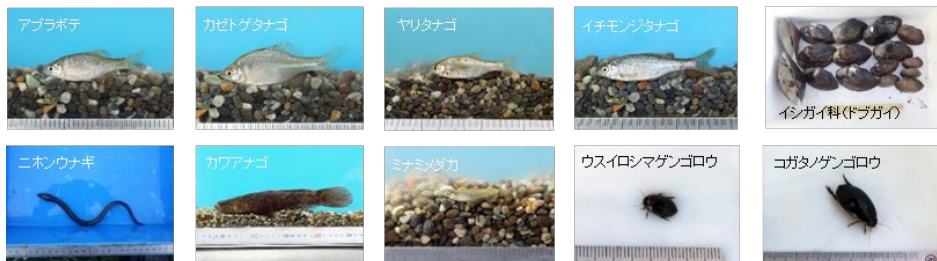 アブラボテ
カゼトゲタナゴ
ヤリタナゴ
イチモンジタナゴ
イシガイ科(ドブガイ)
ニホンウナギ
カワアナゴ
ミナミメダカ
ウスイロシマゲンゴロウ
コガタノゲンゴロウ